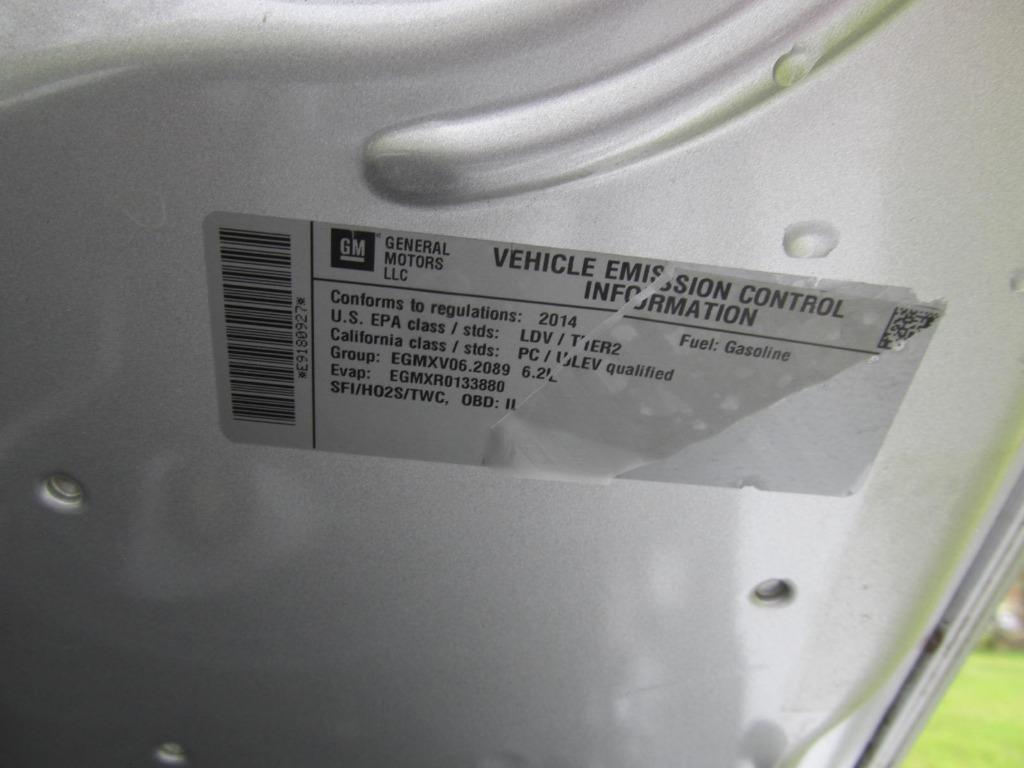 GM GENERAL MOTORS LLC
VEHICLE EMISSION CONTROL
INFORMATION
Conforms to regulations: 2014
U.S. EPA class / stds: LDV / TIER2
Fuel: Gasoline
California class / stds: PC / ULEV qualified
Group: EGMXV06.2089 6.2L
Evap: EGMXR0133880
SFI/HO2S/TWC, OBD: II
*E9180927*